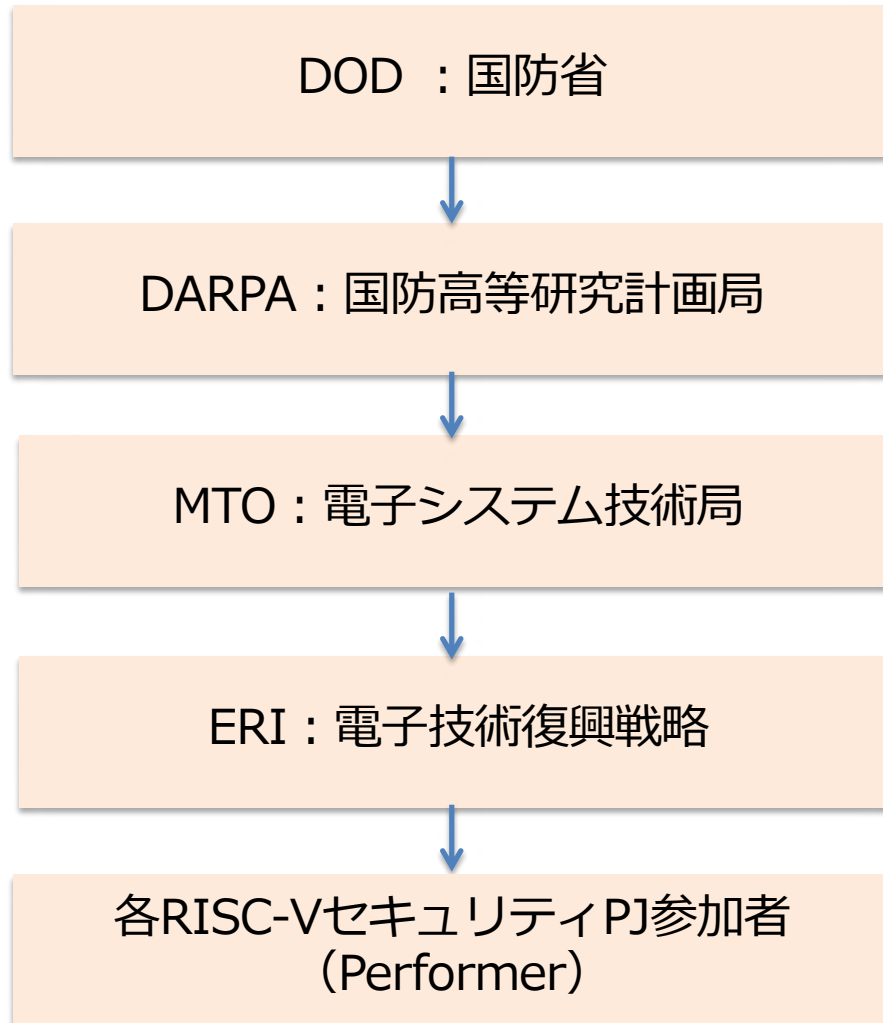 DOD ：国防省
DARPA：国防高等研究計画局
MTO：電子システム技術局
ERI：電子技術復興戦略
各RISC-VセキュリティPJ参加者
（Performer）